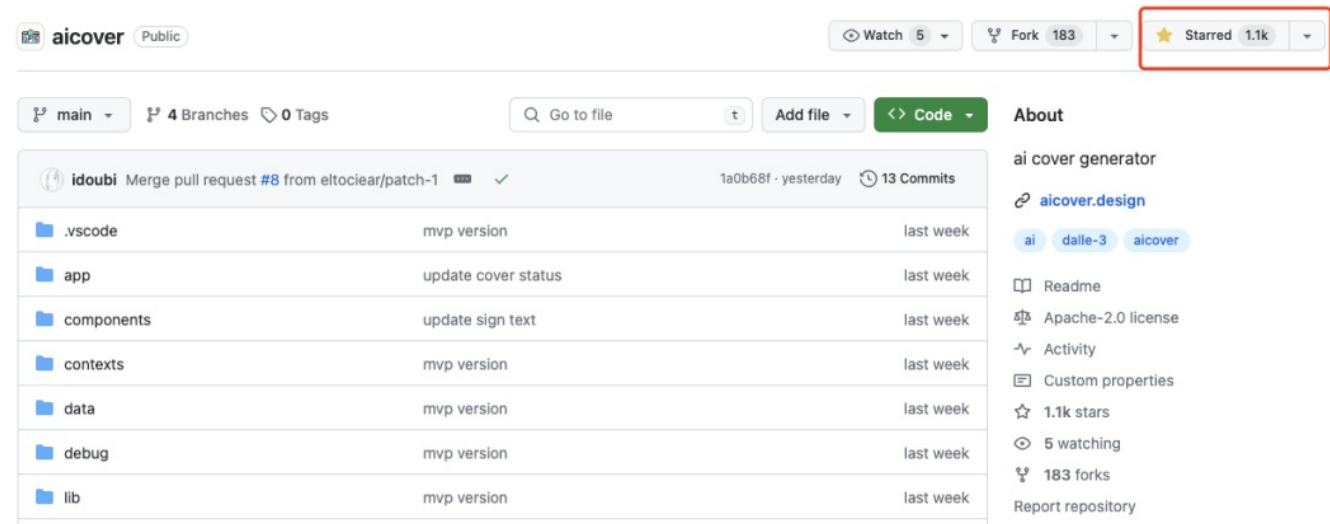 aicover Public Watch 5 Fork 183 Starred 1.1k
main 4 Branches 0 Tags Go to file t Add file Code
About
ai cover generator
idoubi Merge pull request #8 from eltociear/patch-1 1a0b68f · yesterday 13 Commits
aicover.design
.vscode mvp version last week
ai dalle-3 aicover
app update cover status last week
Readme
components update sign text last week
Apache-2.0 license
Activity
contexts mvp version last week
Custom properties
data mvp version last week
1.1k stars
debug mvp version last week
5 watching
183 forks
lib mvp version last week
Report repository